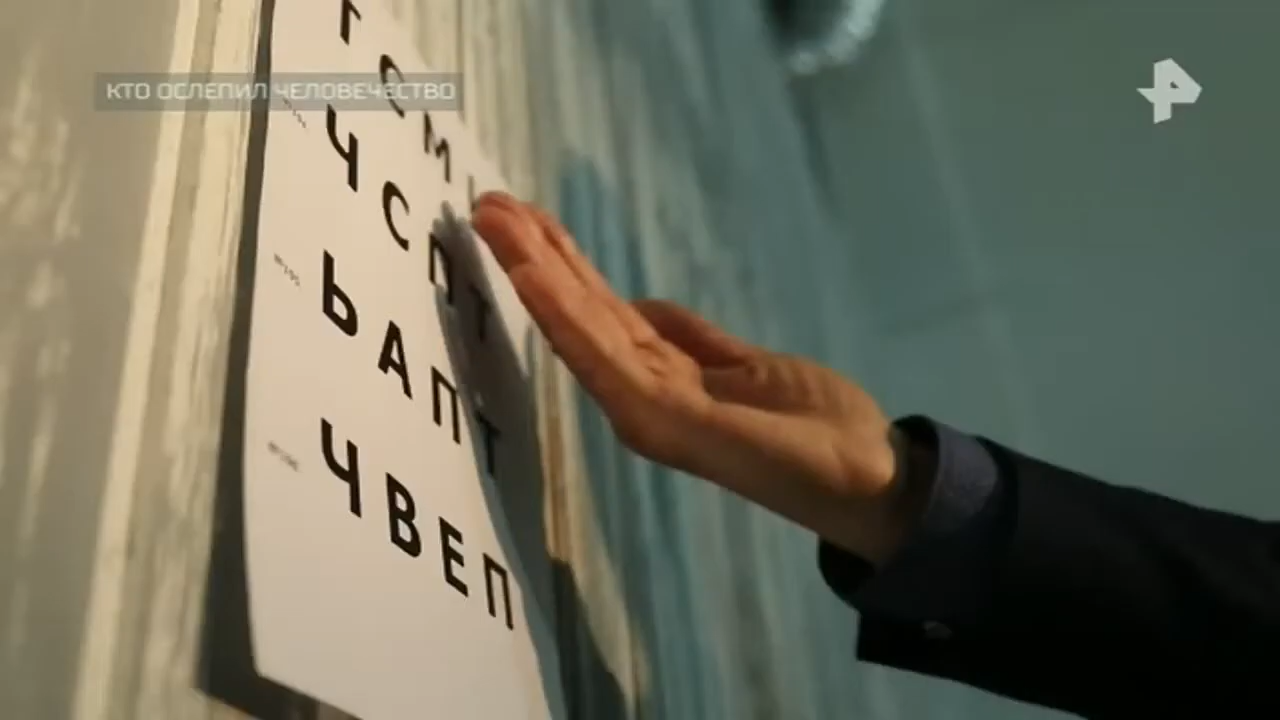 КТО ОСЛЕПИЛ ЧЕЛОВЕЧЕСТВО
Г С М
Ч С П Т
Ь А П Т
Ч В Е П